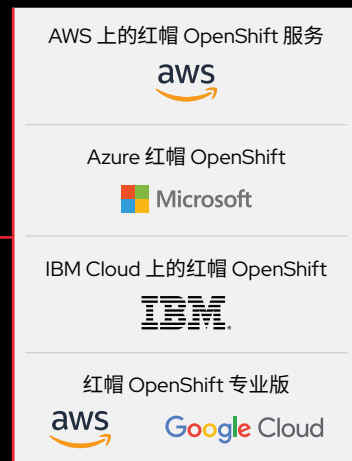 AWS 上的红帽 OpenShift 服务
aws
Azure 红帽 OpenShift
Microsoft
IBM Cloud 上的红帽 OpenShift
IBM
红帽 OpenShift 专业版
aws Google Cloud